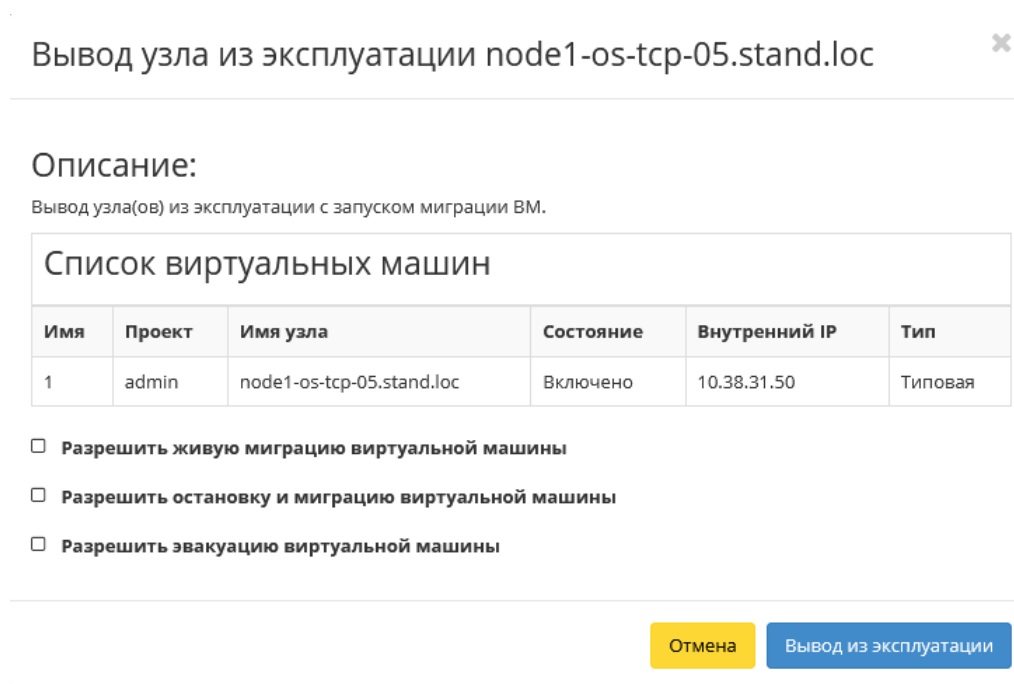 Вывод узла из эксплуатации node1-os-tcp-05.stand.loc
Описание:
Вывод узла(ов) из эксплуатации с запуском миграции ВМ.
Список виртуальных машин
Имя Проект Имя узла Состояние Внутренний IP Тип
1 admin node1-os-tcp-05.stand.loc Включено 10.38.31.50 Типовая
Разрешить живую миграцию виртуальной машины
Разрешить остановку и миграцию виртуальной машины
Разрешить эвакуацию виртуальной машины
Отмена Вывод из эксплуатации